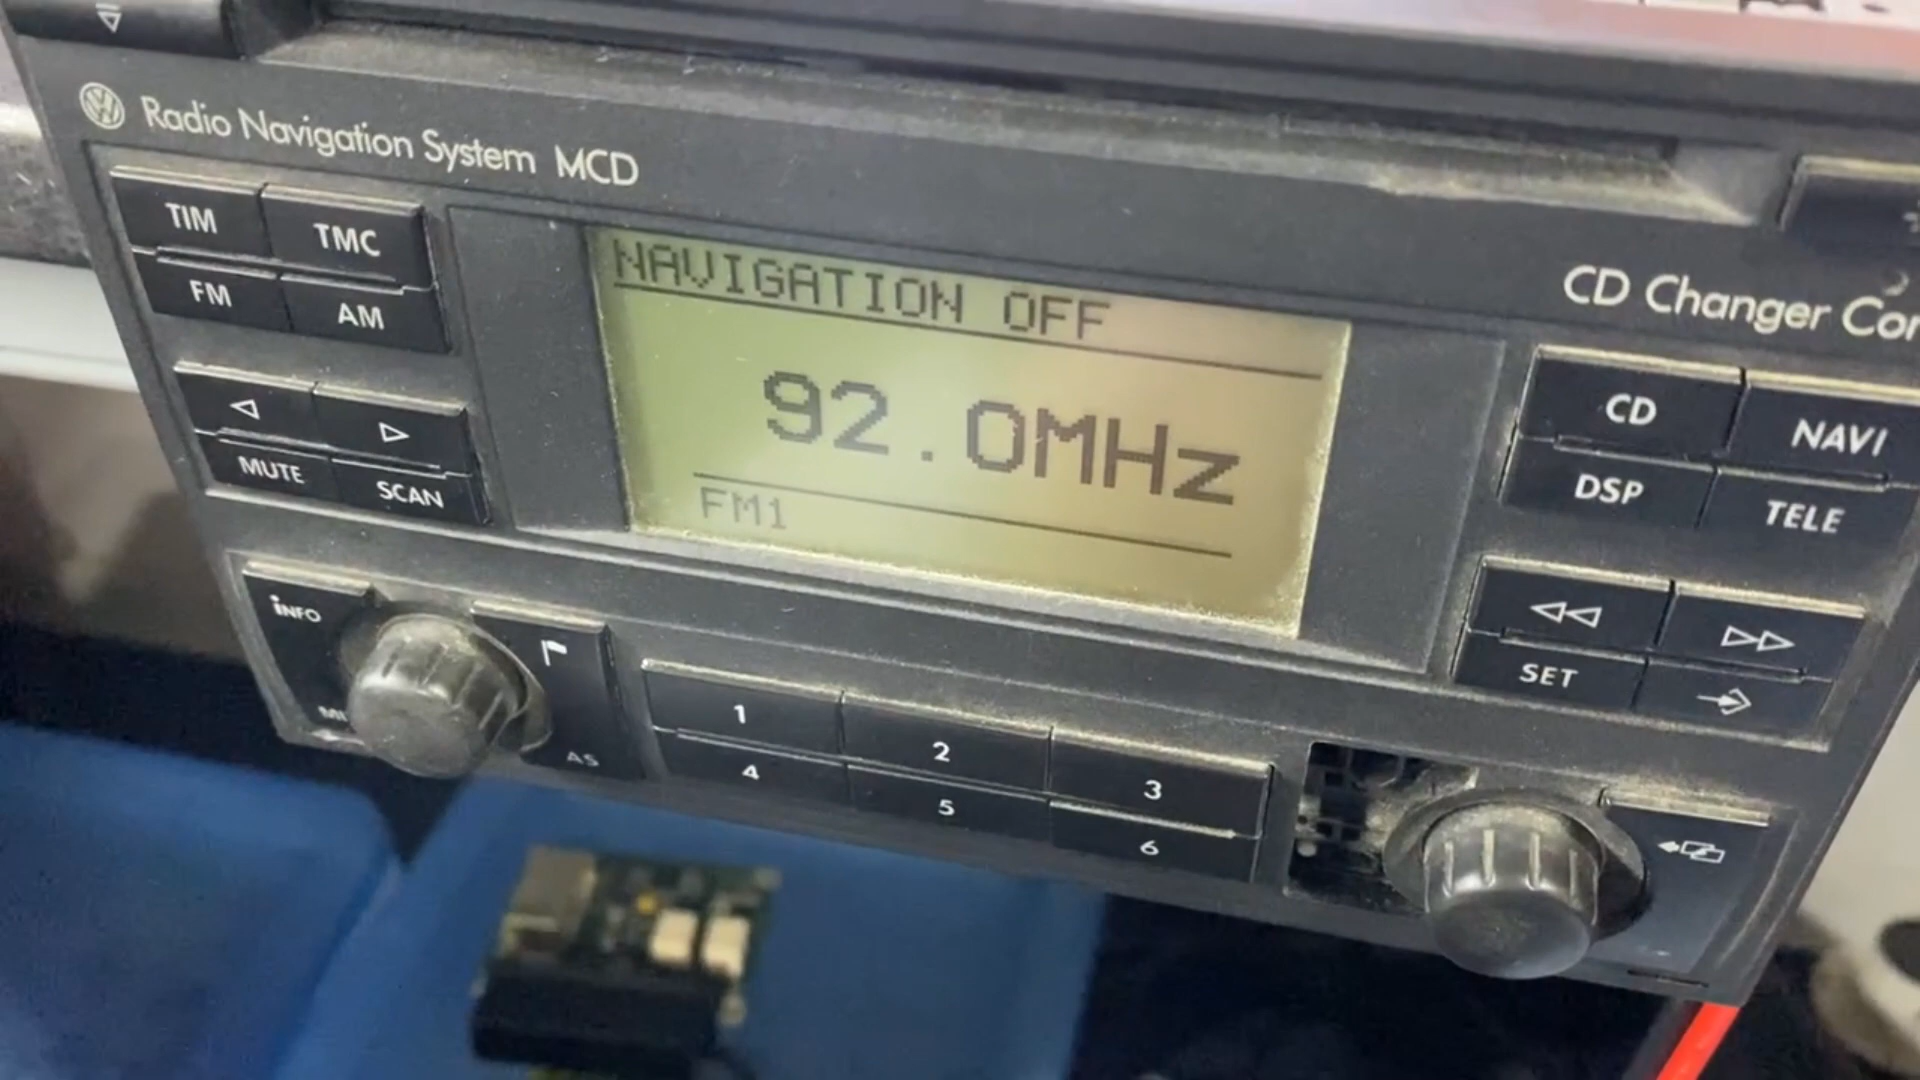 Radio Navigation System MCD
CD Changer
TIM
TMC
FM
AM
MUTE
SCAN
NAVIGATION OFF
92.0MHz
FM1
CD
NAVI
DSP
TELE
SET
INFO
AS
1
2
3
4
5
6